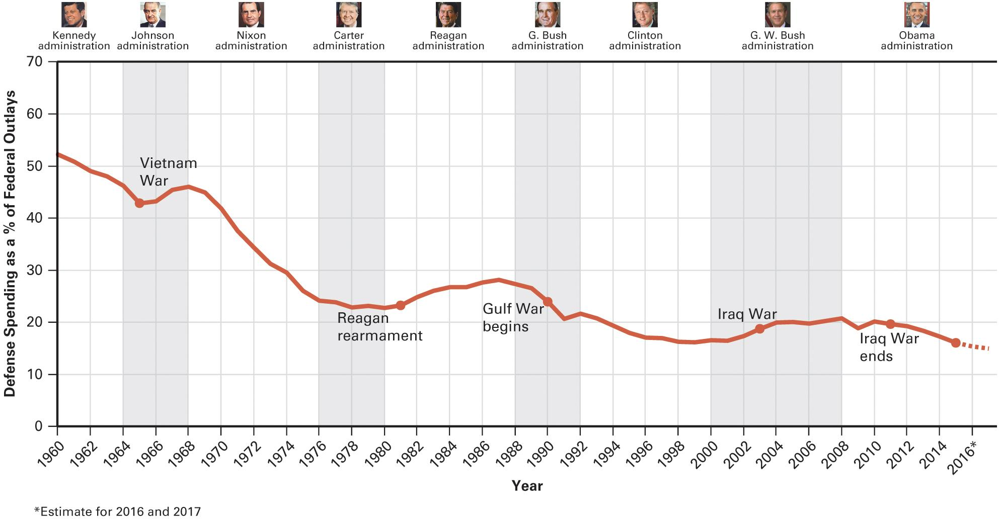 Kennedy
administration
Johnson
administration
Nixon
administration
Carter
administration
Reagan
administration
G. Bush
administration
Clinton
administration
G. W. Bush
administration
Obama
administration
Defense Spending as a % of Federal Outlays
70
60
50
40
30
20
10
0
Vietnam
War
Reagan
rearmament
Gulf War
begins
Iraq War
Iraq War
ends
1960
1962
1964
1966
1968
1970
1972
1974
1976
1978
1980
1982
1984
1986
1988
1990
1992
1994
1996
1998
2000
2002
2004
2006
2008
2010
2012
2014
2016*
Year
*Estimate for 2016 and 2017